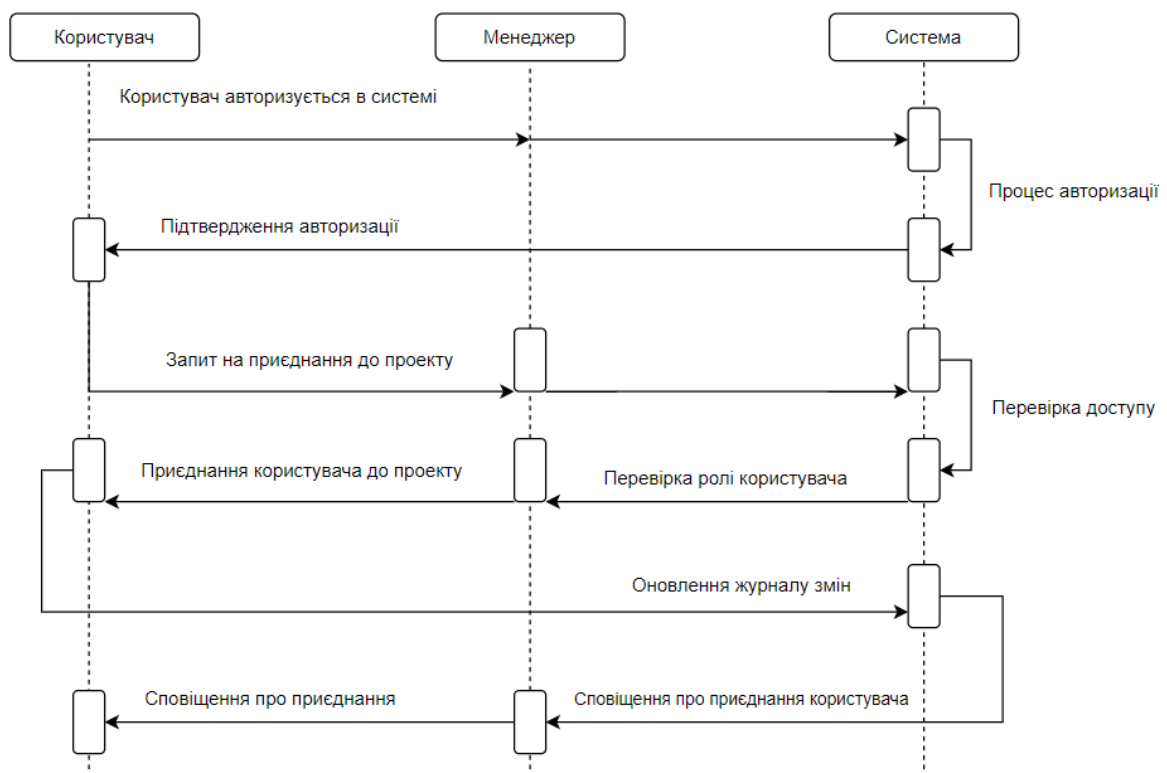 Користувач
Менеджер
Система
Користувач авторизується в системі
Процес авторизації
Підтвердження авторизації
Запит на приєднання до проекту
Перевірка доступу
Приєднання користувача до проекту
Перевірка ролі користувача
Оновлення журналу змін
Сповіщення про приєднання
Сповіщення про приєднання користувача